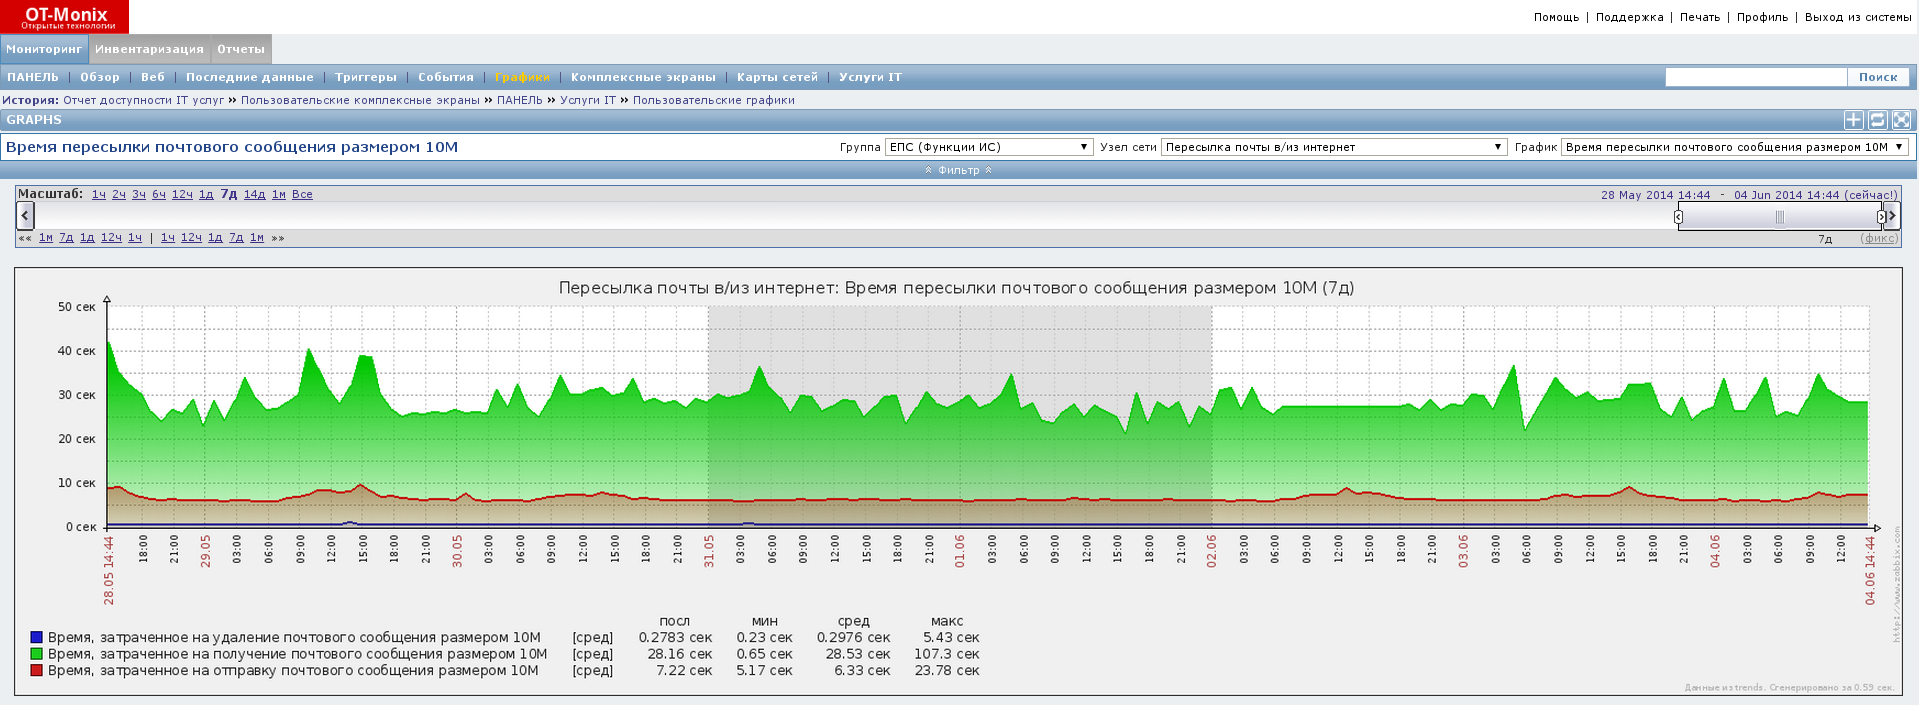 OT-Monix
Открытые технологии
Помощь | Поддержка | Печать | Профиль | Выход из системы
Мониторинг Инвентаризация Отчеты
ПАНЕЛЬ | Обзор | Веб | Последние данные | Триггеры | События | Графики | Комплексные экраны | Карты сетей | Услуги IT Поиск
История: Отчет доступности IT услуг » Пользовательские комплексные экраны » ПАНЕЛЬ » Услуги IT » Пользовательские графики
GRAPHS
Время пересылки почтового сообщения размером 10M Группа ЕПС (Функции ИС) Узел сети Пересылка почты в/из интернет График Время пересылки почтового сообщения размером 10M
Фильтр
Масштаб: 1ч 2ч 3ч 6ч 12ч 1д 7д 14д 1м Все 28 May 2014 14:44 - 04 Jun 2014 14:44 (сейчас!)
«« 1м 7д 1д 12ч 1ч | 1ч 12ч 1д 7д 1м »» 7д (фикс)
Пересылка почты в/из интернет: Время пересылки почтового сообщения размером 10M (7д)
50 сек
40 сек
30 сек
20 сек
10 сек
0 сек
28.05 14:44 18:00 21:00 29.05 03:00 06:00 09:00 12:00 15:00 18:00 21:00 30.05 03:00 06:00 09:00 12:00 15:00 18:00 21:00 31.05 03:00 06:00 09:00 12:00 15:00 18:00 21:00 01.06 03:00 06:00 09:00 12:00 15:00 18:00 21:00 02.06 03:00 06:00 09:00 12:00 15:00 18:00 21:00 03.06 03:00 06:00 09:00 12:00 15:00 18:00 21:00 04.06 03:00 06:00 09:00 12:00 04.06 14:44
http://www.zabbix.com
посл мин сред макс
Время, затраченное на удаление почтового сообщения размером 10M [сред] 0.2783 сек 0.23 сек 0.2976 сек 5.43 сек
Время, затраченное на получение почтового сообщения размером 10M [сред] 28.16 сек 0.65 сек 28.53 сек 107.3 сек
Время, затраченное на отправку почтового сообщения размером 10M [сред] 7.22 сек 5.17 сек 6.33 сек 23.78 сек
Данные из trends. Сгенерировано за 0.59 сек.